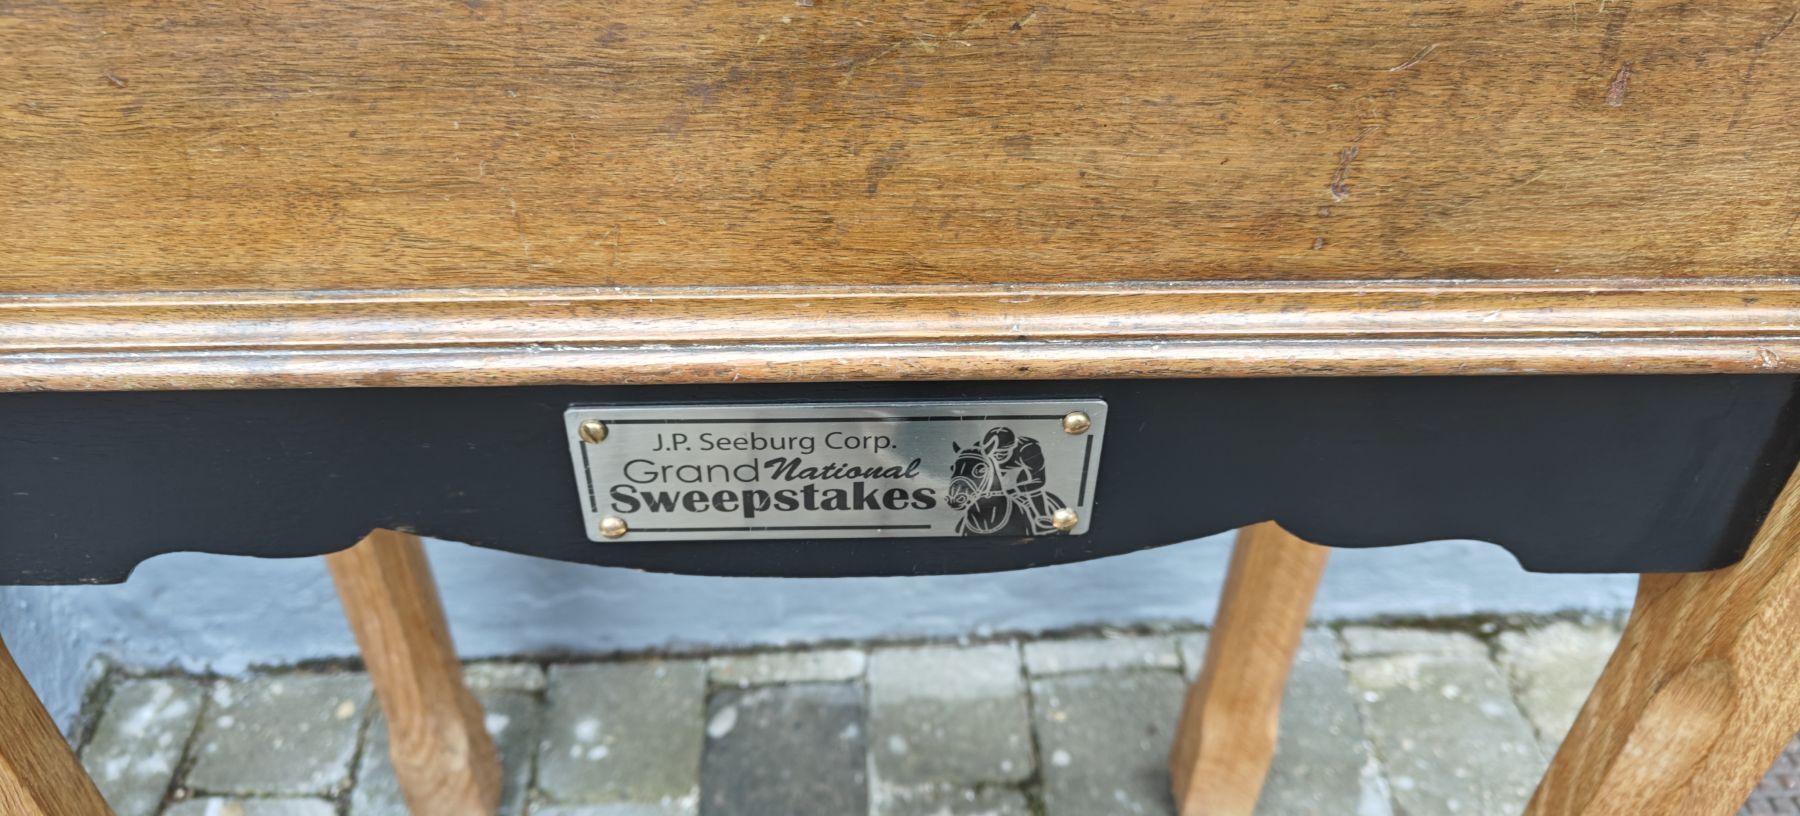 J.P. Seeburg Corp.
Grand National
Sweepstakes